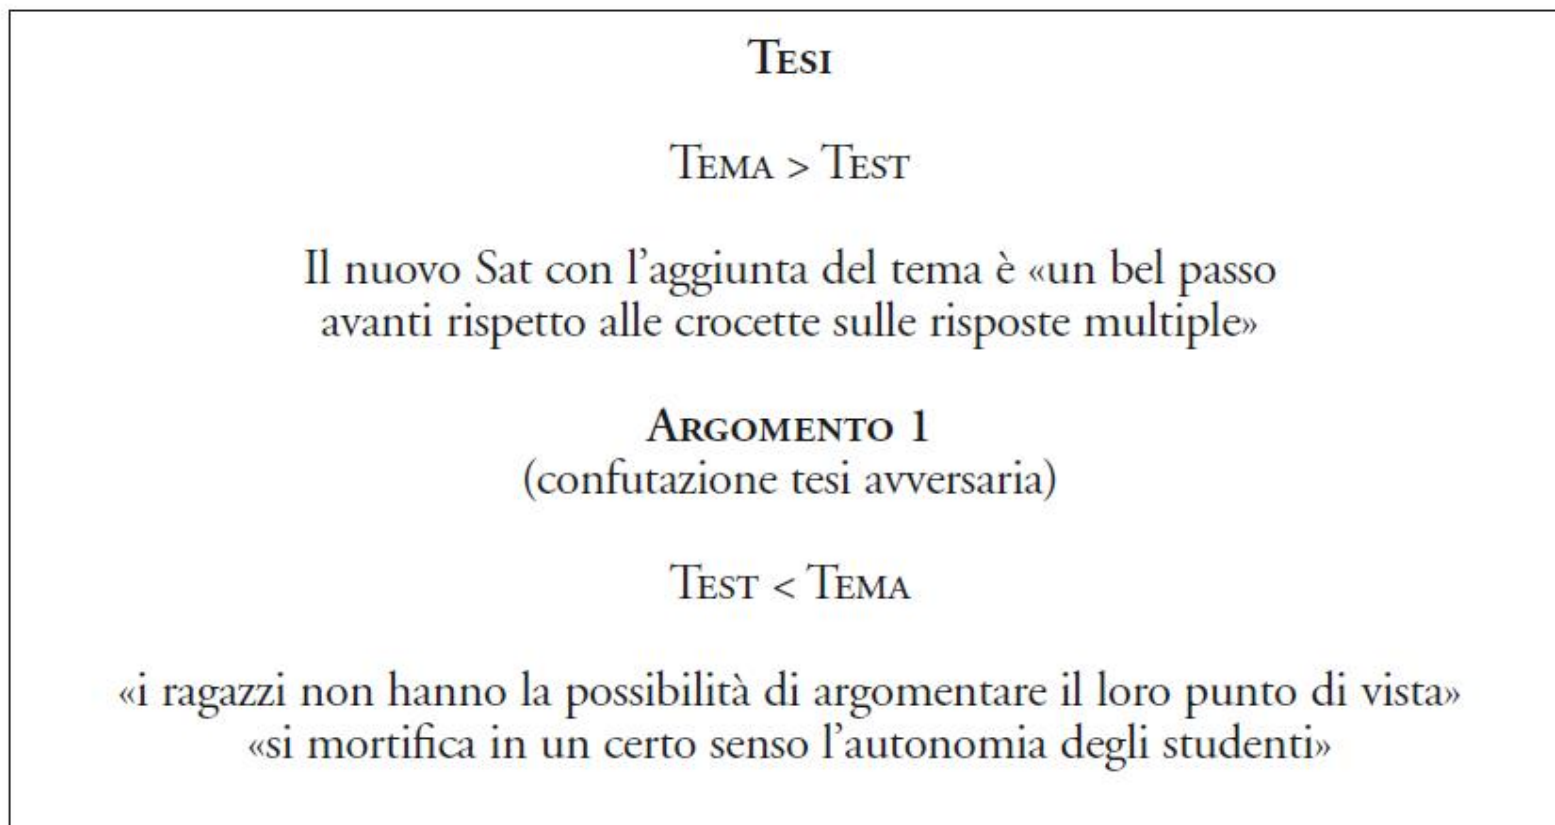 TESI
TEMA > TEST
Il nuovo Sat con l’aggiunta del tema è «un bel passo
avanti rispetto alle crocette sulle risposte multiple»
ARGOMENTO 1
(confutazione tesi avversaria)
TEST < TEMA
«i ragazzi non hanno la possibilità di argomentare il loro punto di vista»
«si mortifica in un certo senso l’autonomia degli studenti»